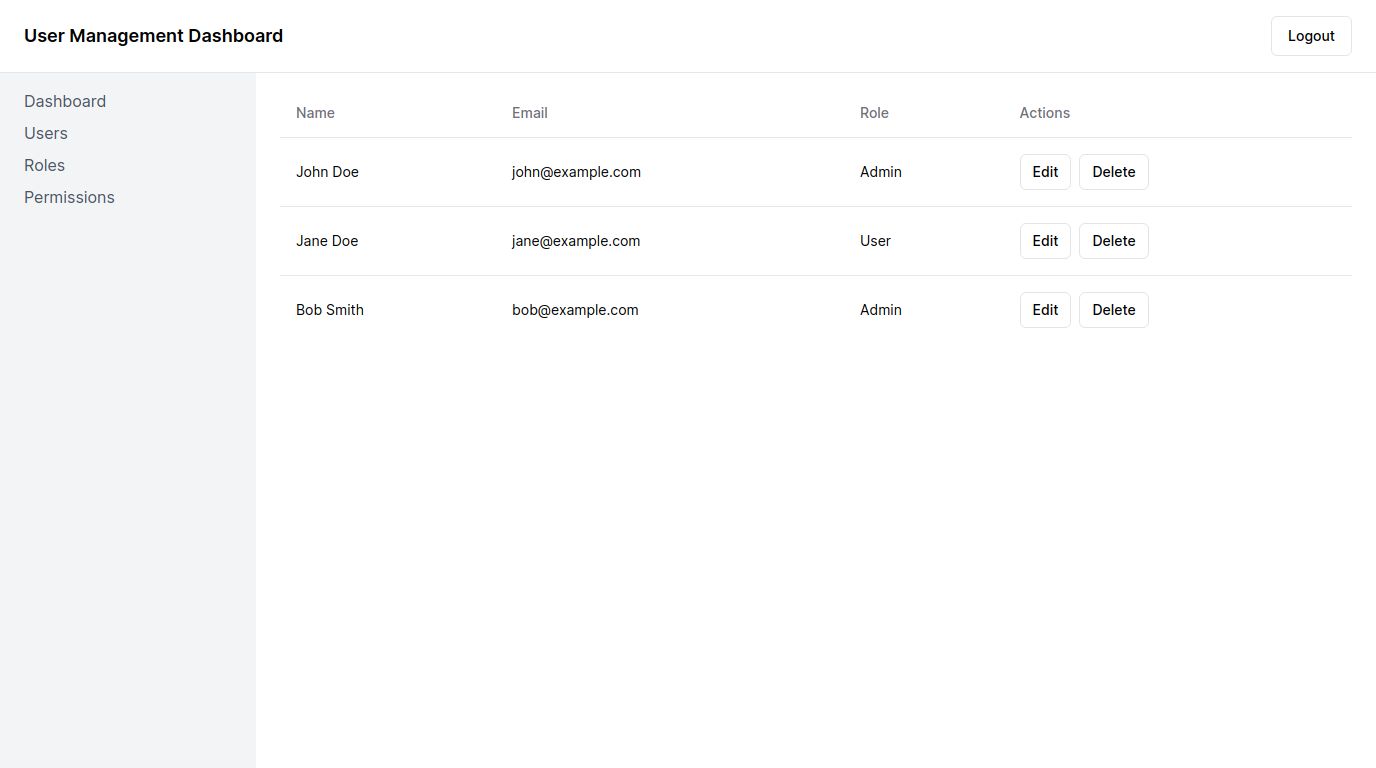 User Management Dashboard Logout
Dashboard
Users
Roles
Permissions
Name Email Role Actions
John Doe john@example.com Admin Edit Delete
Jane Doe jane@example.com User Edit Delete
Bob Smith bob@example.com Admin Edit Delete